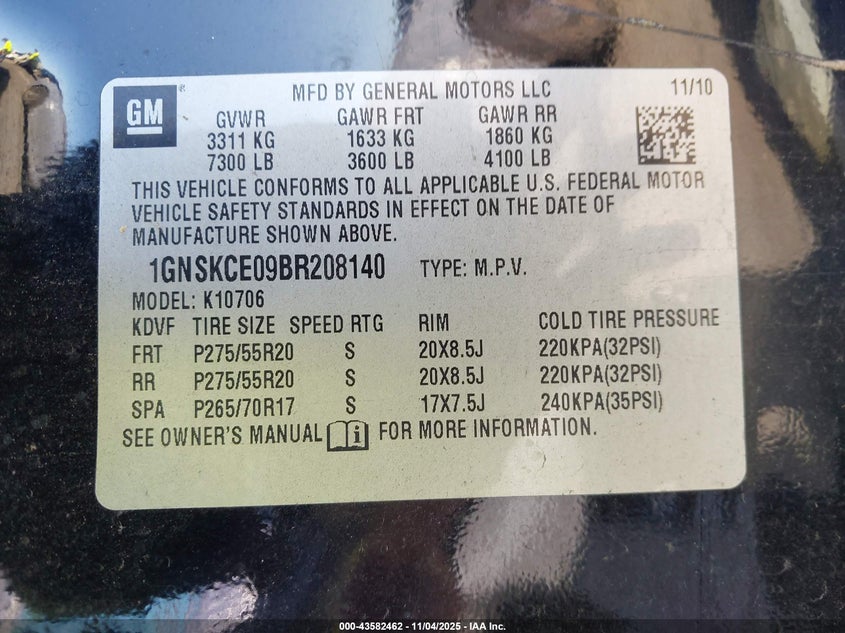 GM ®
MFD BY GENERAL MOTORS LLC 11/10
GVWR GAWR FRT GAWR RR
3311 KG 1633 KG 1860 KG
7300 LB 3600 LB 4100 LB
THIS VEHICLE CONFORMS TO ALL APPLICABLE U.S. FEDERAL MOTOR
VEHICLE SAFETY STANDARDS IN EFFECT ON THE DATE OF
MANUFACTURE SHOWN ABOVE.
1GNSKCE09BR208140 TYPE: M.P.V.
MODEL: K10706
KDVF TIRE SIZE SPEED RTG RIM COLD TIRE PRESSURE
FRT P275/55R20 S 20X8.5J 220KPA(32PSI)
RR P275/55R20 S 20X8.5J 220KPA(32PSI)
SPA P265/70R17 S 17X7.5J 240KPA(35PSI)
SEE OWNER'S MANUAL FOR MORE INFORMATION.
000-43582462 - 11/04/2025 - IAA Inc.